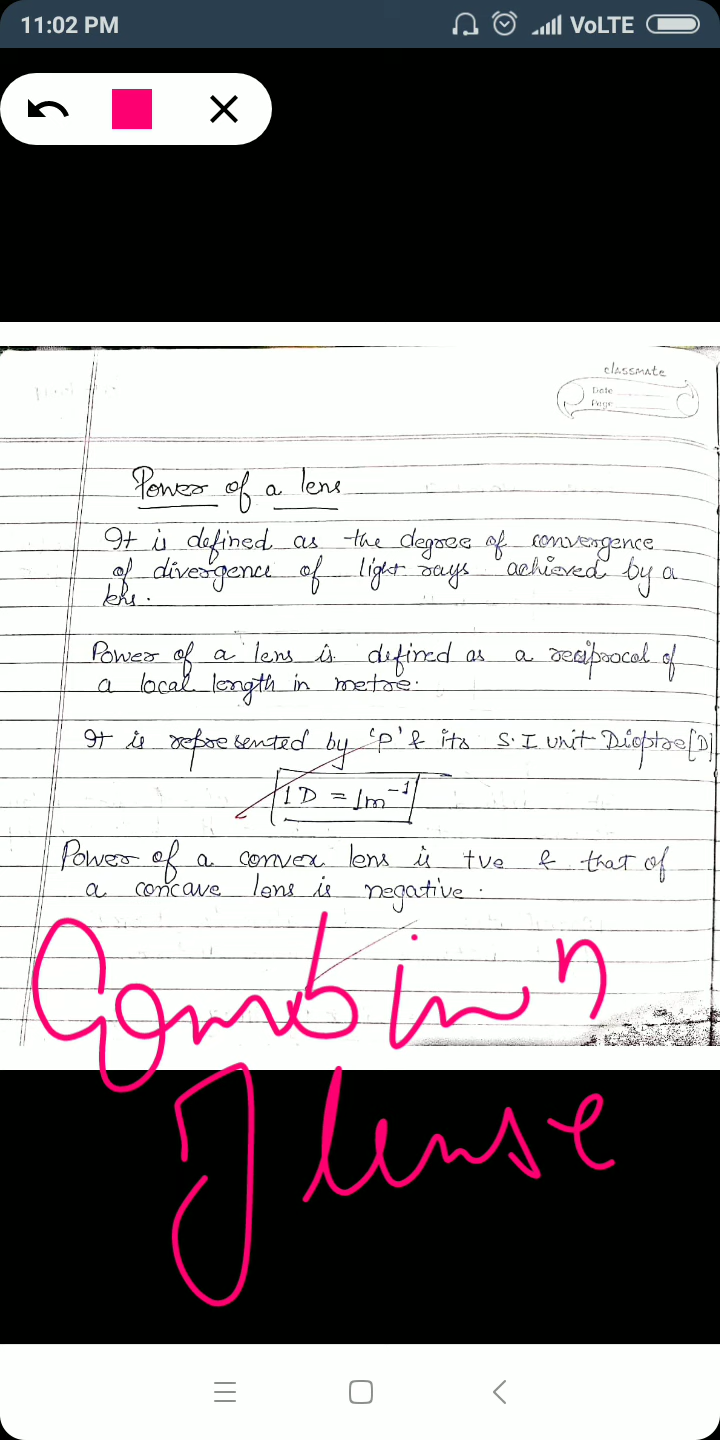 11:02 PM VoLTE
classmate
Date
Page
Power of a lens
It is defined as the degree of convergence
of divergence of light rays achieved by a
lens.
Power of a lens is defined as a reciprocal of
a local length in metre.
It is represented by 'P' & its S.I unit Dioptre[D]
1D = 1m⁻¹
Power of a convex lens is +ve & that of
a concave lens is negative.
Combin n
of lense